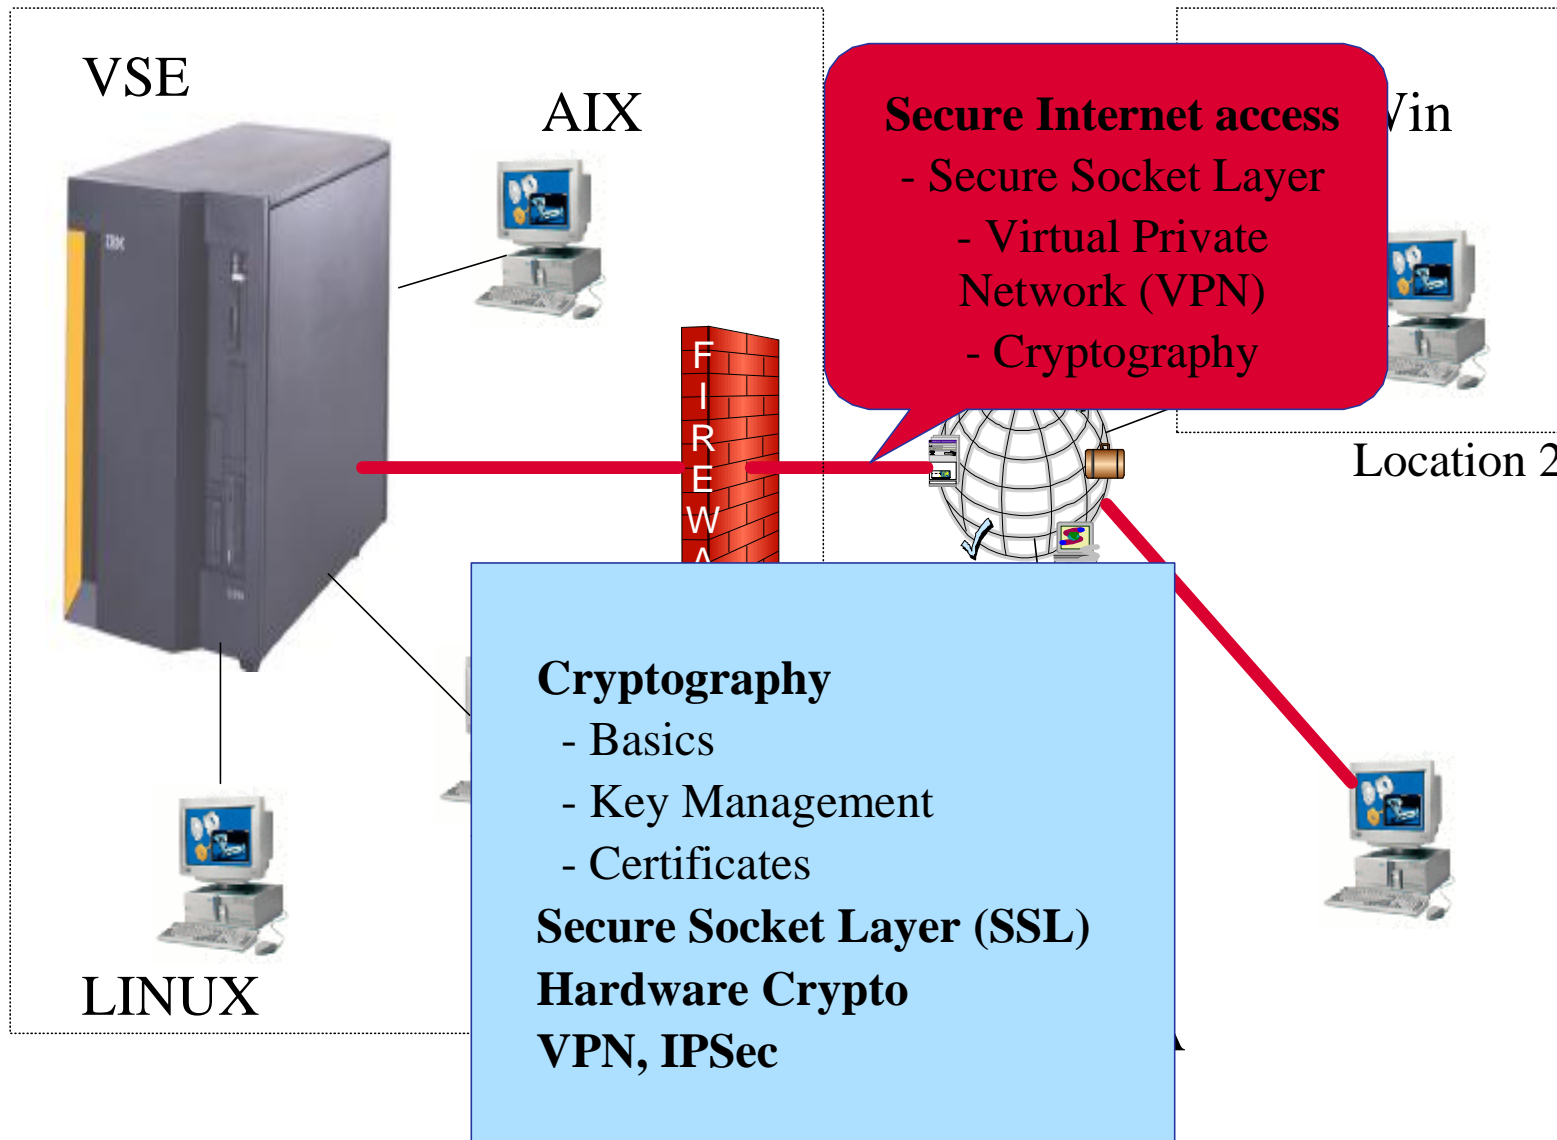 VSE
AIX
Secure Internet access
- Secure Socket Layer
- Virtual Private
Network (VPN)
- Cryptography
Location 2
FIREWA
Cryptography
- Basics
- Key Management
- Certificates
Secure Socket Layer (SSL)
Hardware Crypto
VPN, IPSec
LINUX